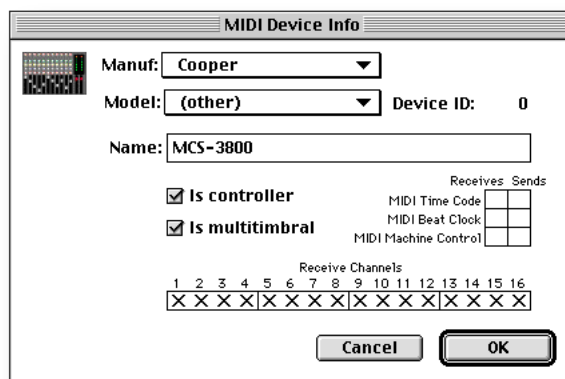 MIDI Device Info
Manuf: Cooper
Model: (other) Device ID: 0
Name: MCS-3800
Receives Sends
Is controller
MIDI Time Code
MIDI Beat Clock
Is multitimbral
MIDI Machine Control
Receive Channels
1 2 3 4 5 6 7 8 9 10 11 12 13 14 15 16
X X X X X X X X X X X X X X X X
Cancel OK